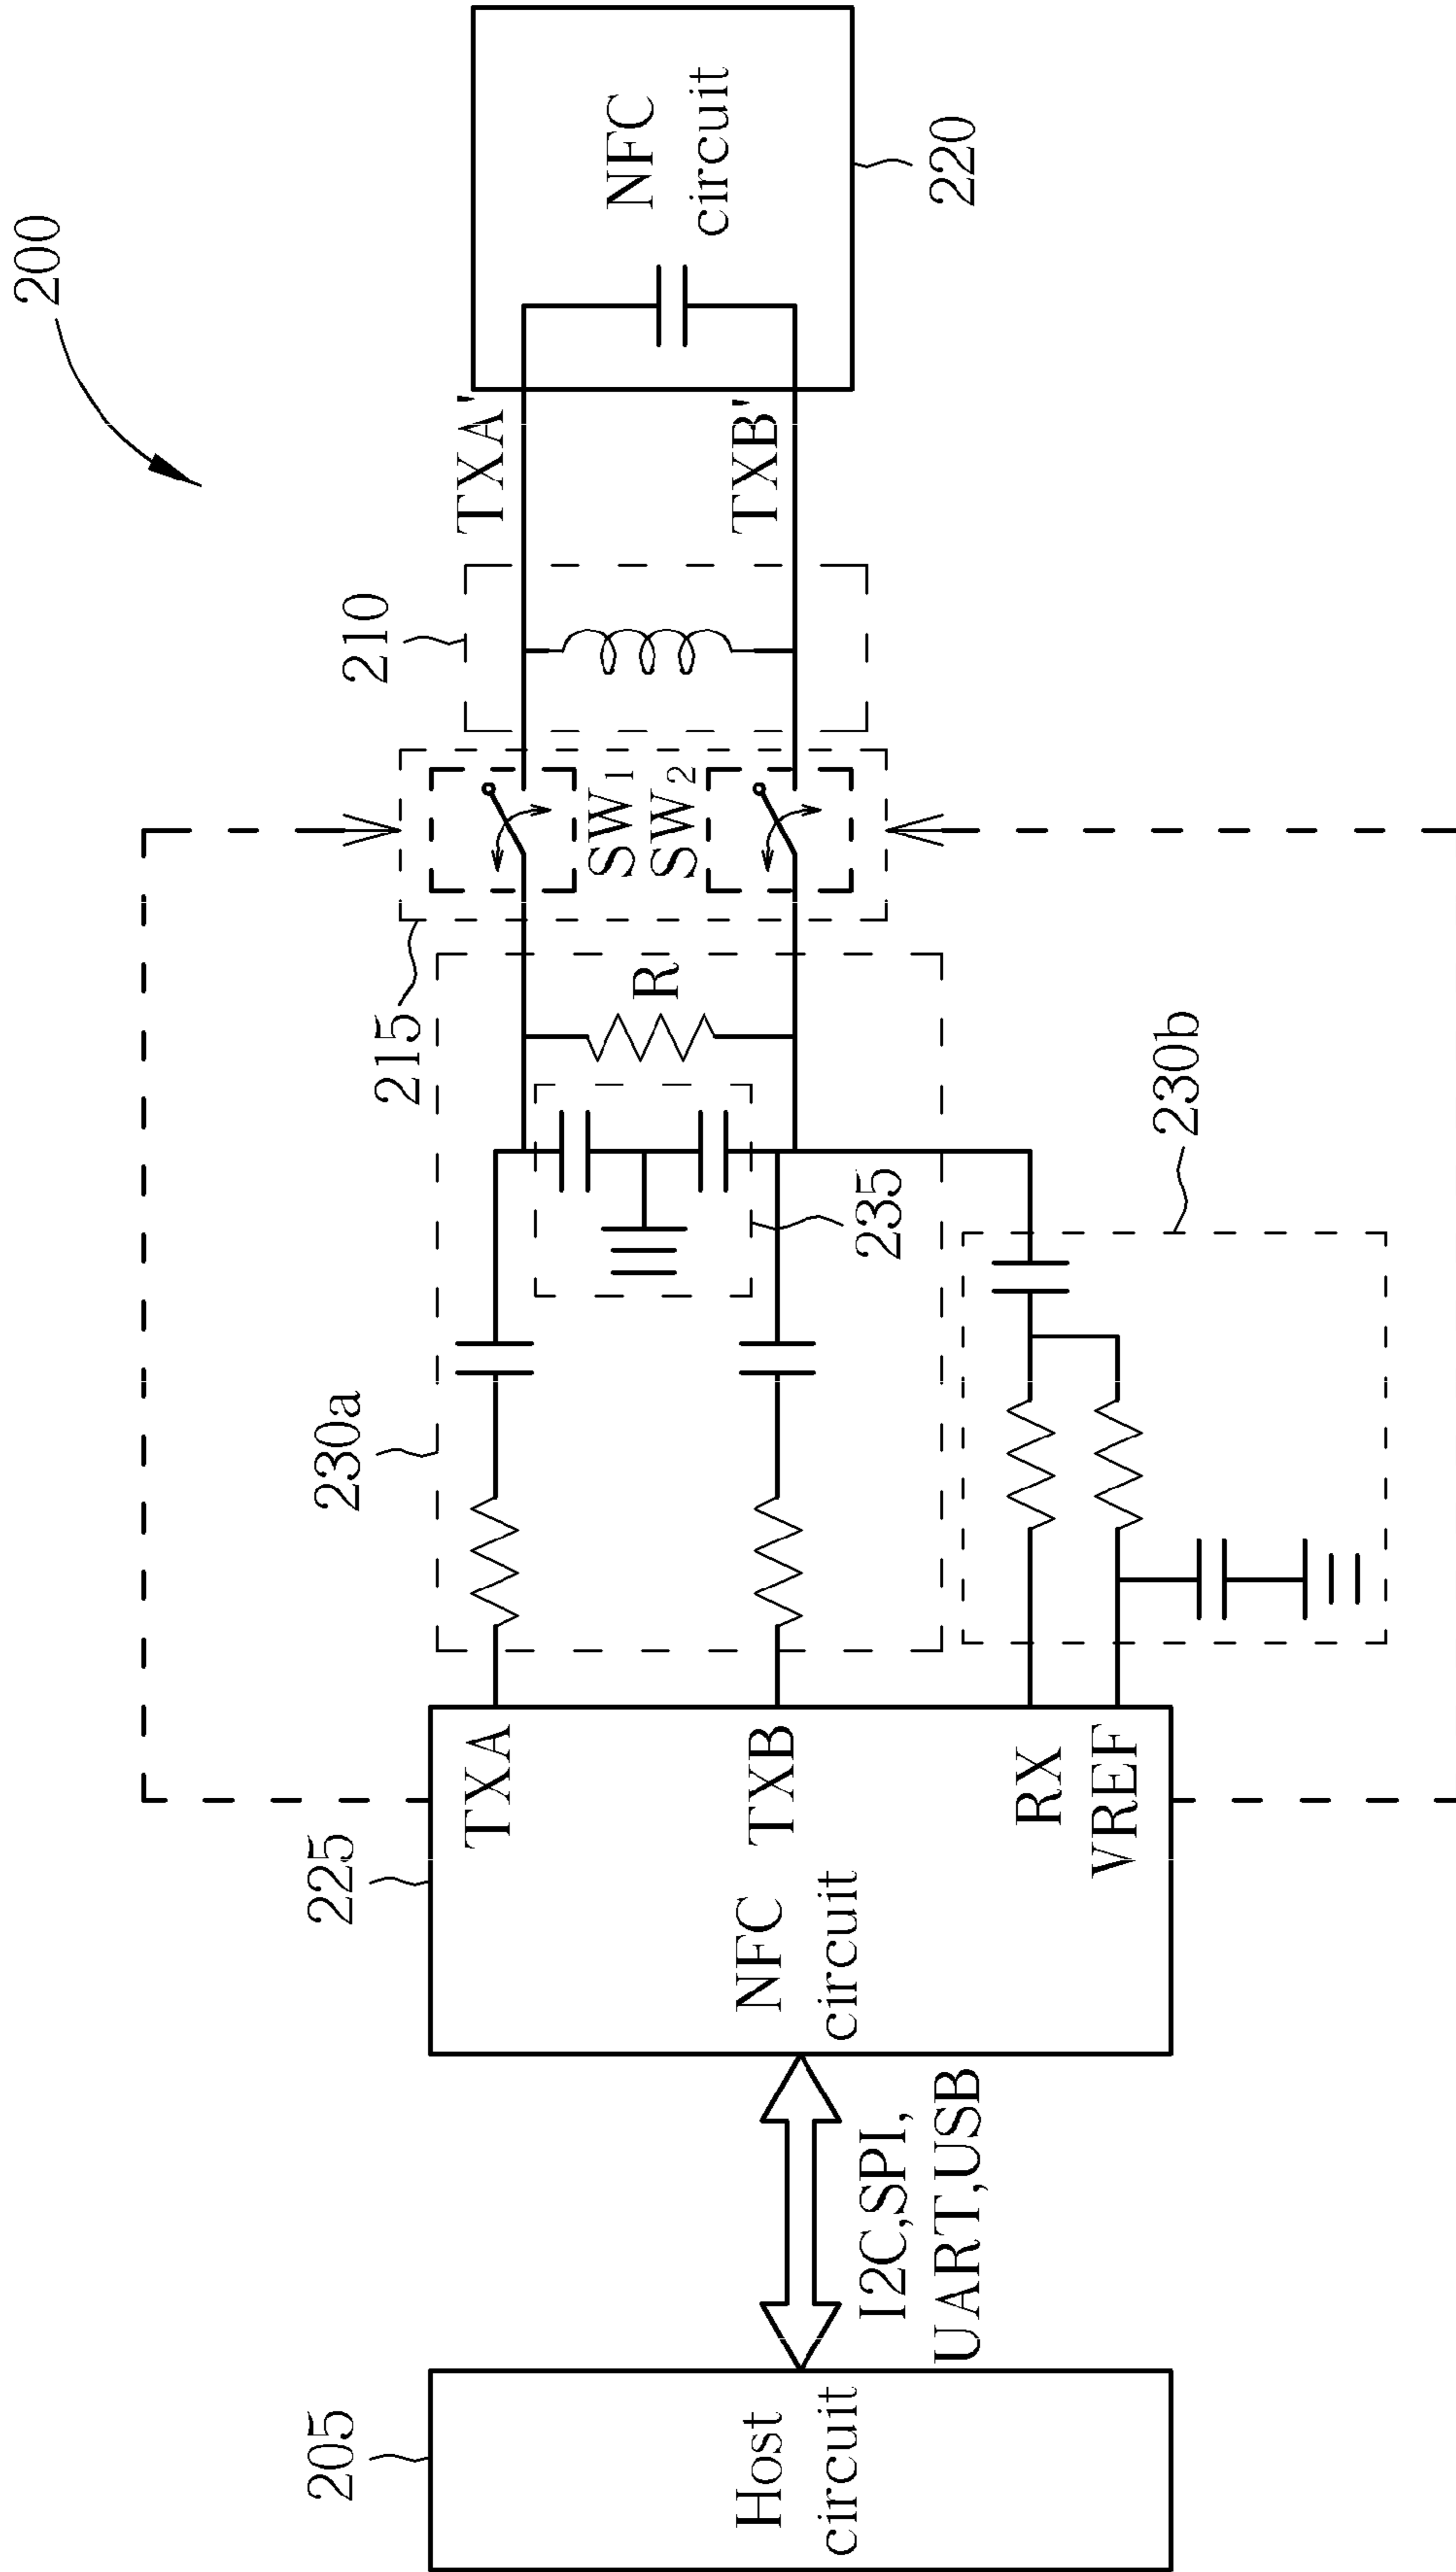 200
205
Host
circuit
I2C,SPI,
UART,USB
225
NFC
circuit
TXA
TXB
RX
VREF
230a
235
230b
R
215
SW1
SW2
210
TXA'
TXB'
NFC
circuit
220